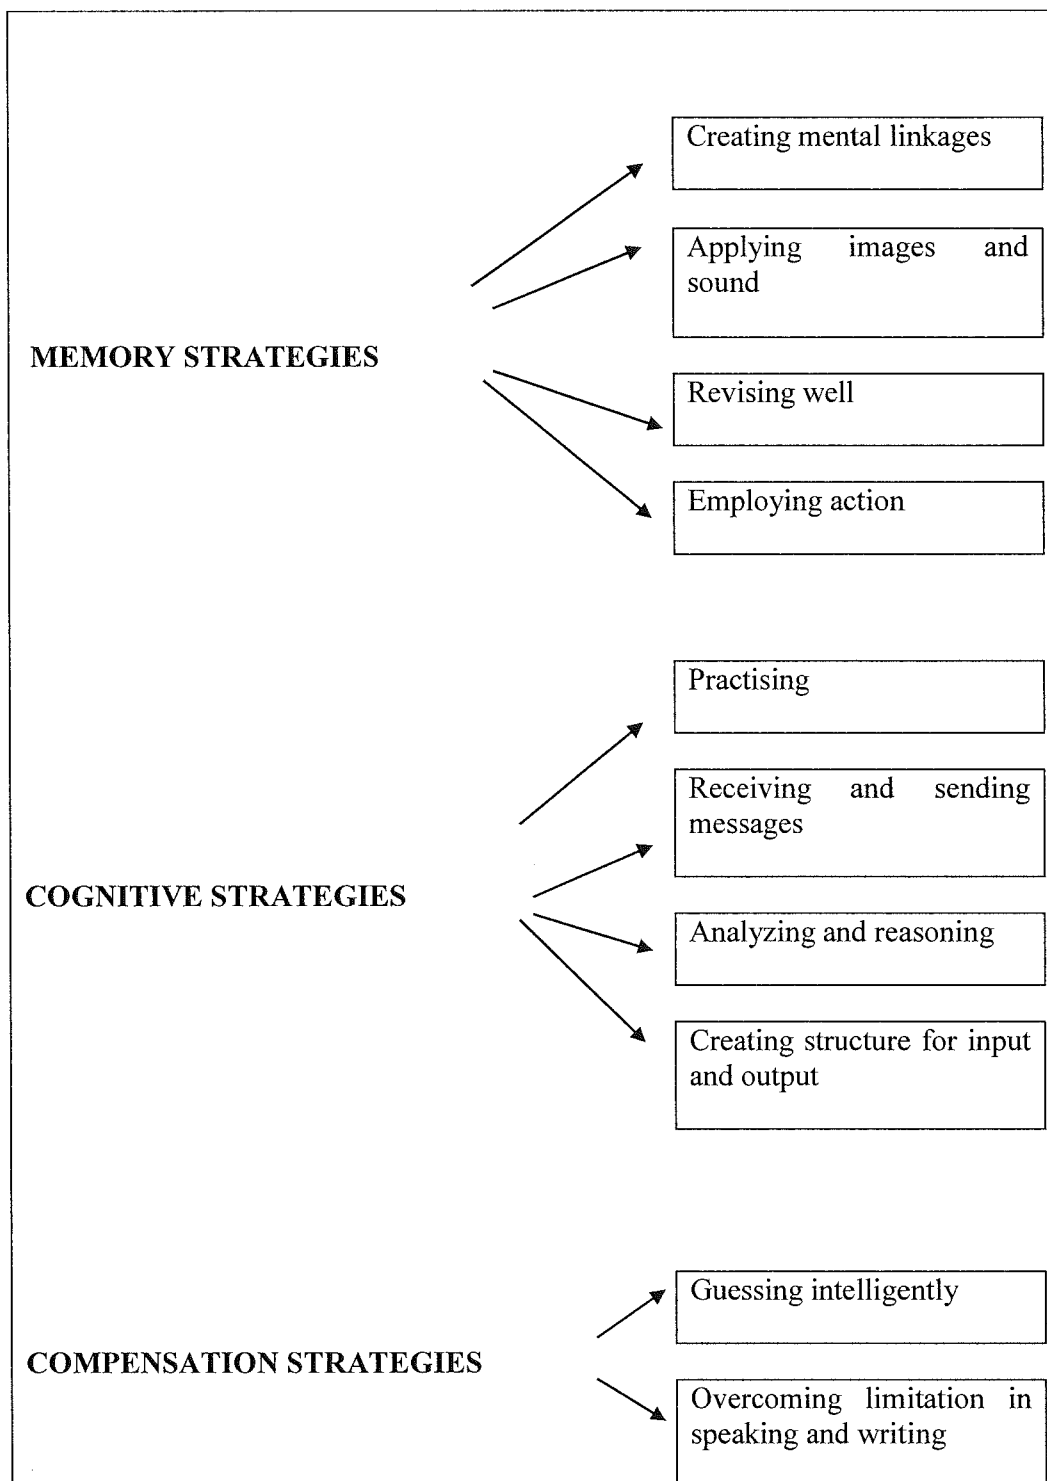 Creating mental linkages
Applying images and
sound
MEMORY STRATEGIES
Revising well
Employing action
Practising
Receiving and sending
messages
COGNITIVE STRATEGIES
Analyzing and reasoning
Creating structure for input
and output
Guessing intelligently
COMPENSATION STRATEGIES
Overcoming limitation in
speaking and writing